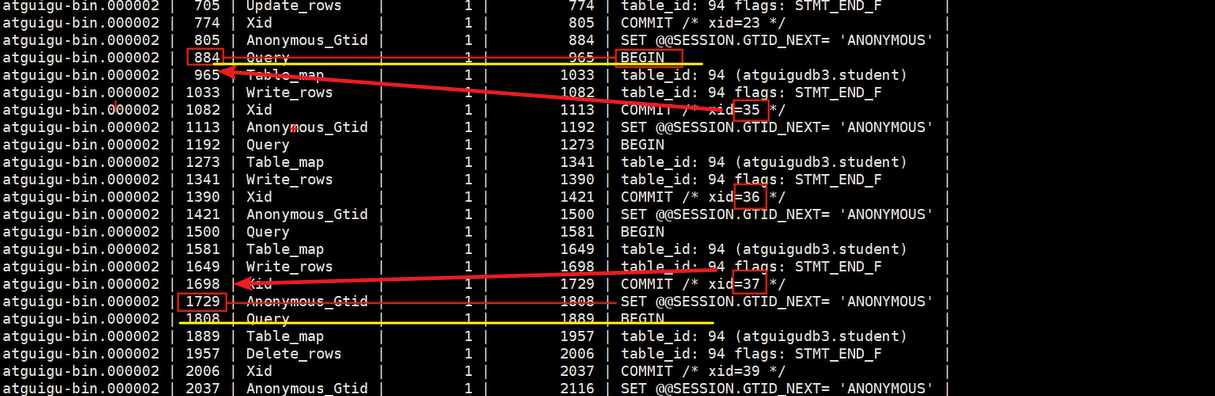 atguigu-bin.000002 | 705 | Update_rows | 1 | 774 | table_id: 94 flags: STMT_END_F |
atguigu-bin.000002 | 774 | Xid | 1 | 805 | COMMIT /* xid=23 */ |
atguigu-bin.000002 | 805 | Anonymous_Gtid | 1 | 884 | SET @@SESSION.GTID_NEXT= 'ANONYMOUS' |
atguigu-bin.000002 | 884 | Query | 1 | 965 | BEGIN |
atguigu-bin.000002 | 965 | Table_map | 1 | 1033 | table_id: 94 (atguigudb3.student) |
atguigu-bin.000002 | 1033 | Write_rows | 1 | 1082 | table_id: 94 flags: STMT_END_F |
atguigu-bin.000002 | 1082 | Xid | 1 | 1113 | COMMIT /* xid=35 */ |
atguigu-bin.000002 | 1113 | Anonymous_Gtid | 1 | 1192 | SET @@SESSION.GTID_NEXT= 'ANONYMOUS' |
atguigu-bin.000002 | 1192 | Query | 1 | 1273 | BEGIN |
atguigu-bin.000002 | 1273 | Table_map | 1 | 1341 | table_id: 94 (atguigudb3.student) |
atguigu-bin.000002 | 1341 | Write_rows | 1 | 1390 | table_id: 94 flags: STMT_END_F |
atguigu-bin.000002 | 1390 | Xid | 1 | 1421 | COMMIT /* xid=36 */ |
atguigu-bin.000002 | 1421 | Anonymous_Gtid | 1 | 1500 | SET @@SESSION.GTID_NEXT= 'ANONYMOUS' |
atguigu-bin.000002 | 1500 | Query | 1 | 1581 | BEGIN |
atguigu-bin.000002 | 1581 | Table_map | 1 | 1649 | table_id: 94 (atguigudb3.student) |
atguigu-bin.000002 | 1649 | Write_rows | 1 | 1698 | table_id: 94 flags: STMT_END_F |
atguigu-bin.000002 | 1698 | Xid | 1 | 1729 | COMMIT /* xid=37 */ |
atguigu-bin.000002 | 1729 | Anonymous_Gtid | 1 | 1808 | SET @@SESSION.GTID_NEXT= 'ANONYMOUS' |
atguigu-bin.000002 | 1808 | Query | 1 | 1889 | BEGIN |
atguigu-bin.000002 | 1889 | Table_map | 1 | 1957 | table_id: 94 (atguigudb3.student) |
atguigu-bin.000002 | 1957 | Delete_rows | 1 | 2006 | table_id: 94 flags: STMT_END_F |
atguigu-bin.000002 | 2006 | Xid | 1 | 2037 | COMMIT /* xid=39 */ |
atguigu-bin.000002 | 2037 | Anonymous_Gtid | 1 | 2116 | SET @@SESSION.GTID_NEXT= 'ANONYMOUS' |